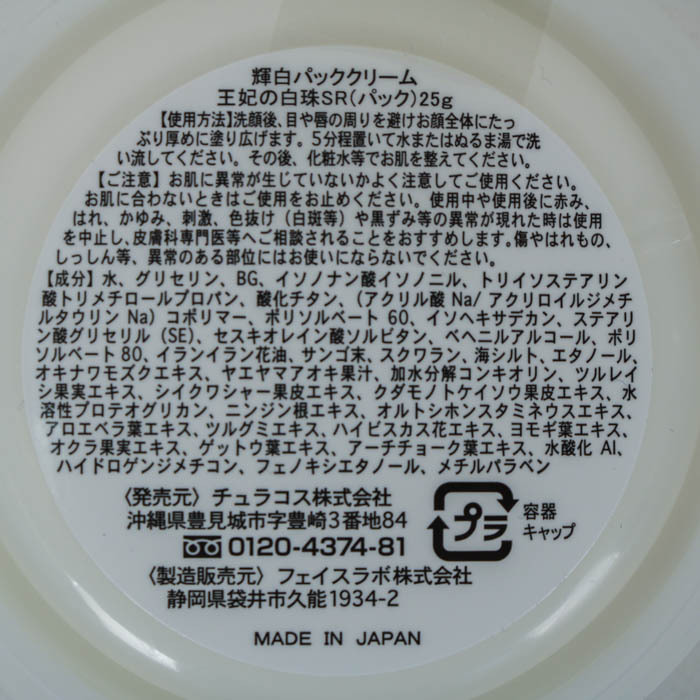 輝白パッククリーム
王妃の白珠SR(パック)25g
【使用方法】洗顔後、目や唇の周りを避けお顔全体にたっ
ぷり厚めに塗り広げます。5分程置いて水またはぬるま湯で洗
い流してください。その後、化粧水等でお肌を整えてください。
【ご注意】お肌に異常が生じていないかよく注意してご使用ください。
お肌に合わないときはご使用をお止めください。使用中や使用後に赤み、
はれ、かゆみ、刺激、色抜け（白斑等）や黒ずみ等の異常が現れた時は使用
を中止し、皮膚科専門医等へご相談されることをおすすめします。傷やはれもの、
しっしん等、異常のある部位にはお使いにならないでください。
【成分】水、グリセリン、BG、イソノナン酸イソノニル、トリイソステアリン
酸トリメチロールプロパン、酸化チタン、（アクリル酸 Na/ アクリロイルジメチ
ルタウリン Na）コポリマー、ポリソルベート 60、イソヘキサデカン、ステアリ
ン酸グリセリル（SE）、セスキオレイン酸ソルビタン、ベヘニルアルコール、ポリ
ソルベート 80、イランイラン花油、サンゴ末、スクワラン、海シルト、エタノール、
オキナワモズクエキス、ヤエヤマアオキ果汁、加水分解コンキオリン、ツルレイ
シ果実エキス、シイクワシャー果皮エキス、クダモノトケイソウ果皮エキス、水
溶性プロテオグリカン、ニンジン根エキス、オルトシホンスタミネウスエキス、
アロエベラ葉エキス、ツルグミエキス、ハイビスカス花エキス、ヨモギ葉エキス、
オクラ果実エキス、ゲットウ葉エキス、アーチチョーク葉エキス、水酸化 Al、
ハイドロゲンジメチコン、フェノキシエタノール、メチルパラベン
〈発売元〉チュラコス株式会社
沖縄県豊見城市字豊崎3番地84
0120-4374-81
〈製造販売元〉フェイスラボ株式会社
静岡県袋井市久能1934-2
プラ
容器
キャップ
MADE IN JAPAN